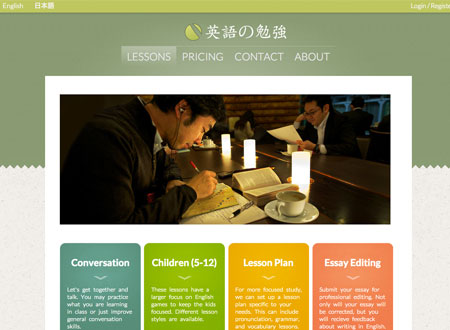 English 日本語 Login / Registe
英語の勉強
LESSONS PRICING CONTACT ABOUT
Conversation
Let's get together and
talk. You may practice
what you are learning
in class or just improve
general conversation
skills.
Children (5-12)
These lessons have a
larger focus on English
games to keep the kids
focused. Different lesson
styles are available.
Lesson Plan
For more focused study,
we can set up a lesson
plan specific to your
needs. This can include
pronunciation, grammar,
and vocabulary lessons.
Essay Editing
Submit your essay for
professional editing. Not
only will your essay will
be corrected, but you
will recieve feedback
about writing in English.